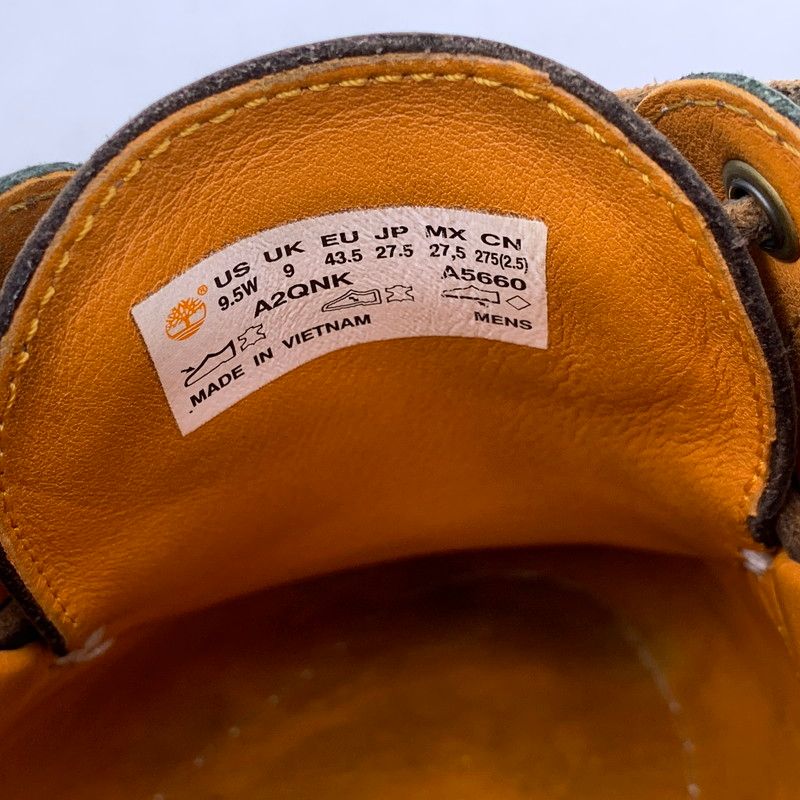 US UK EU JP MX CN
9.5W 9 43.5 27.5 27,5 275(2.5)
A2QNK A5660
MADE IN VIETNAM MENS
®